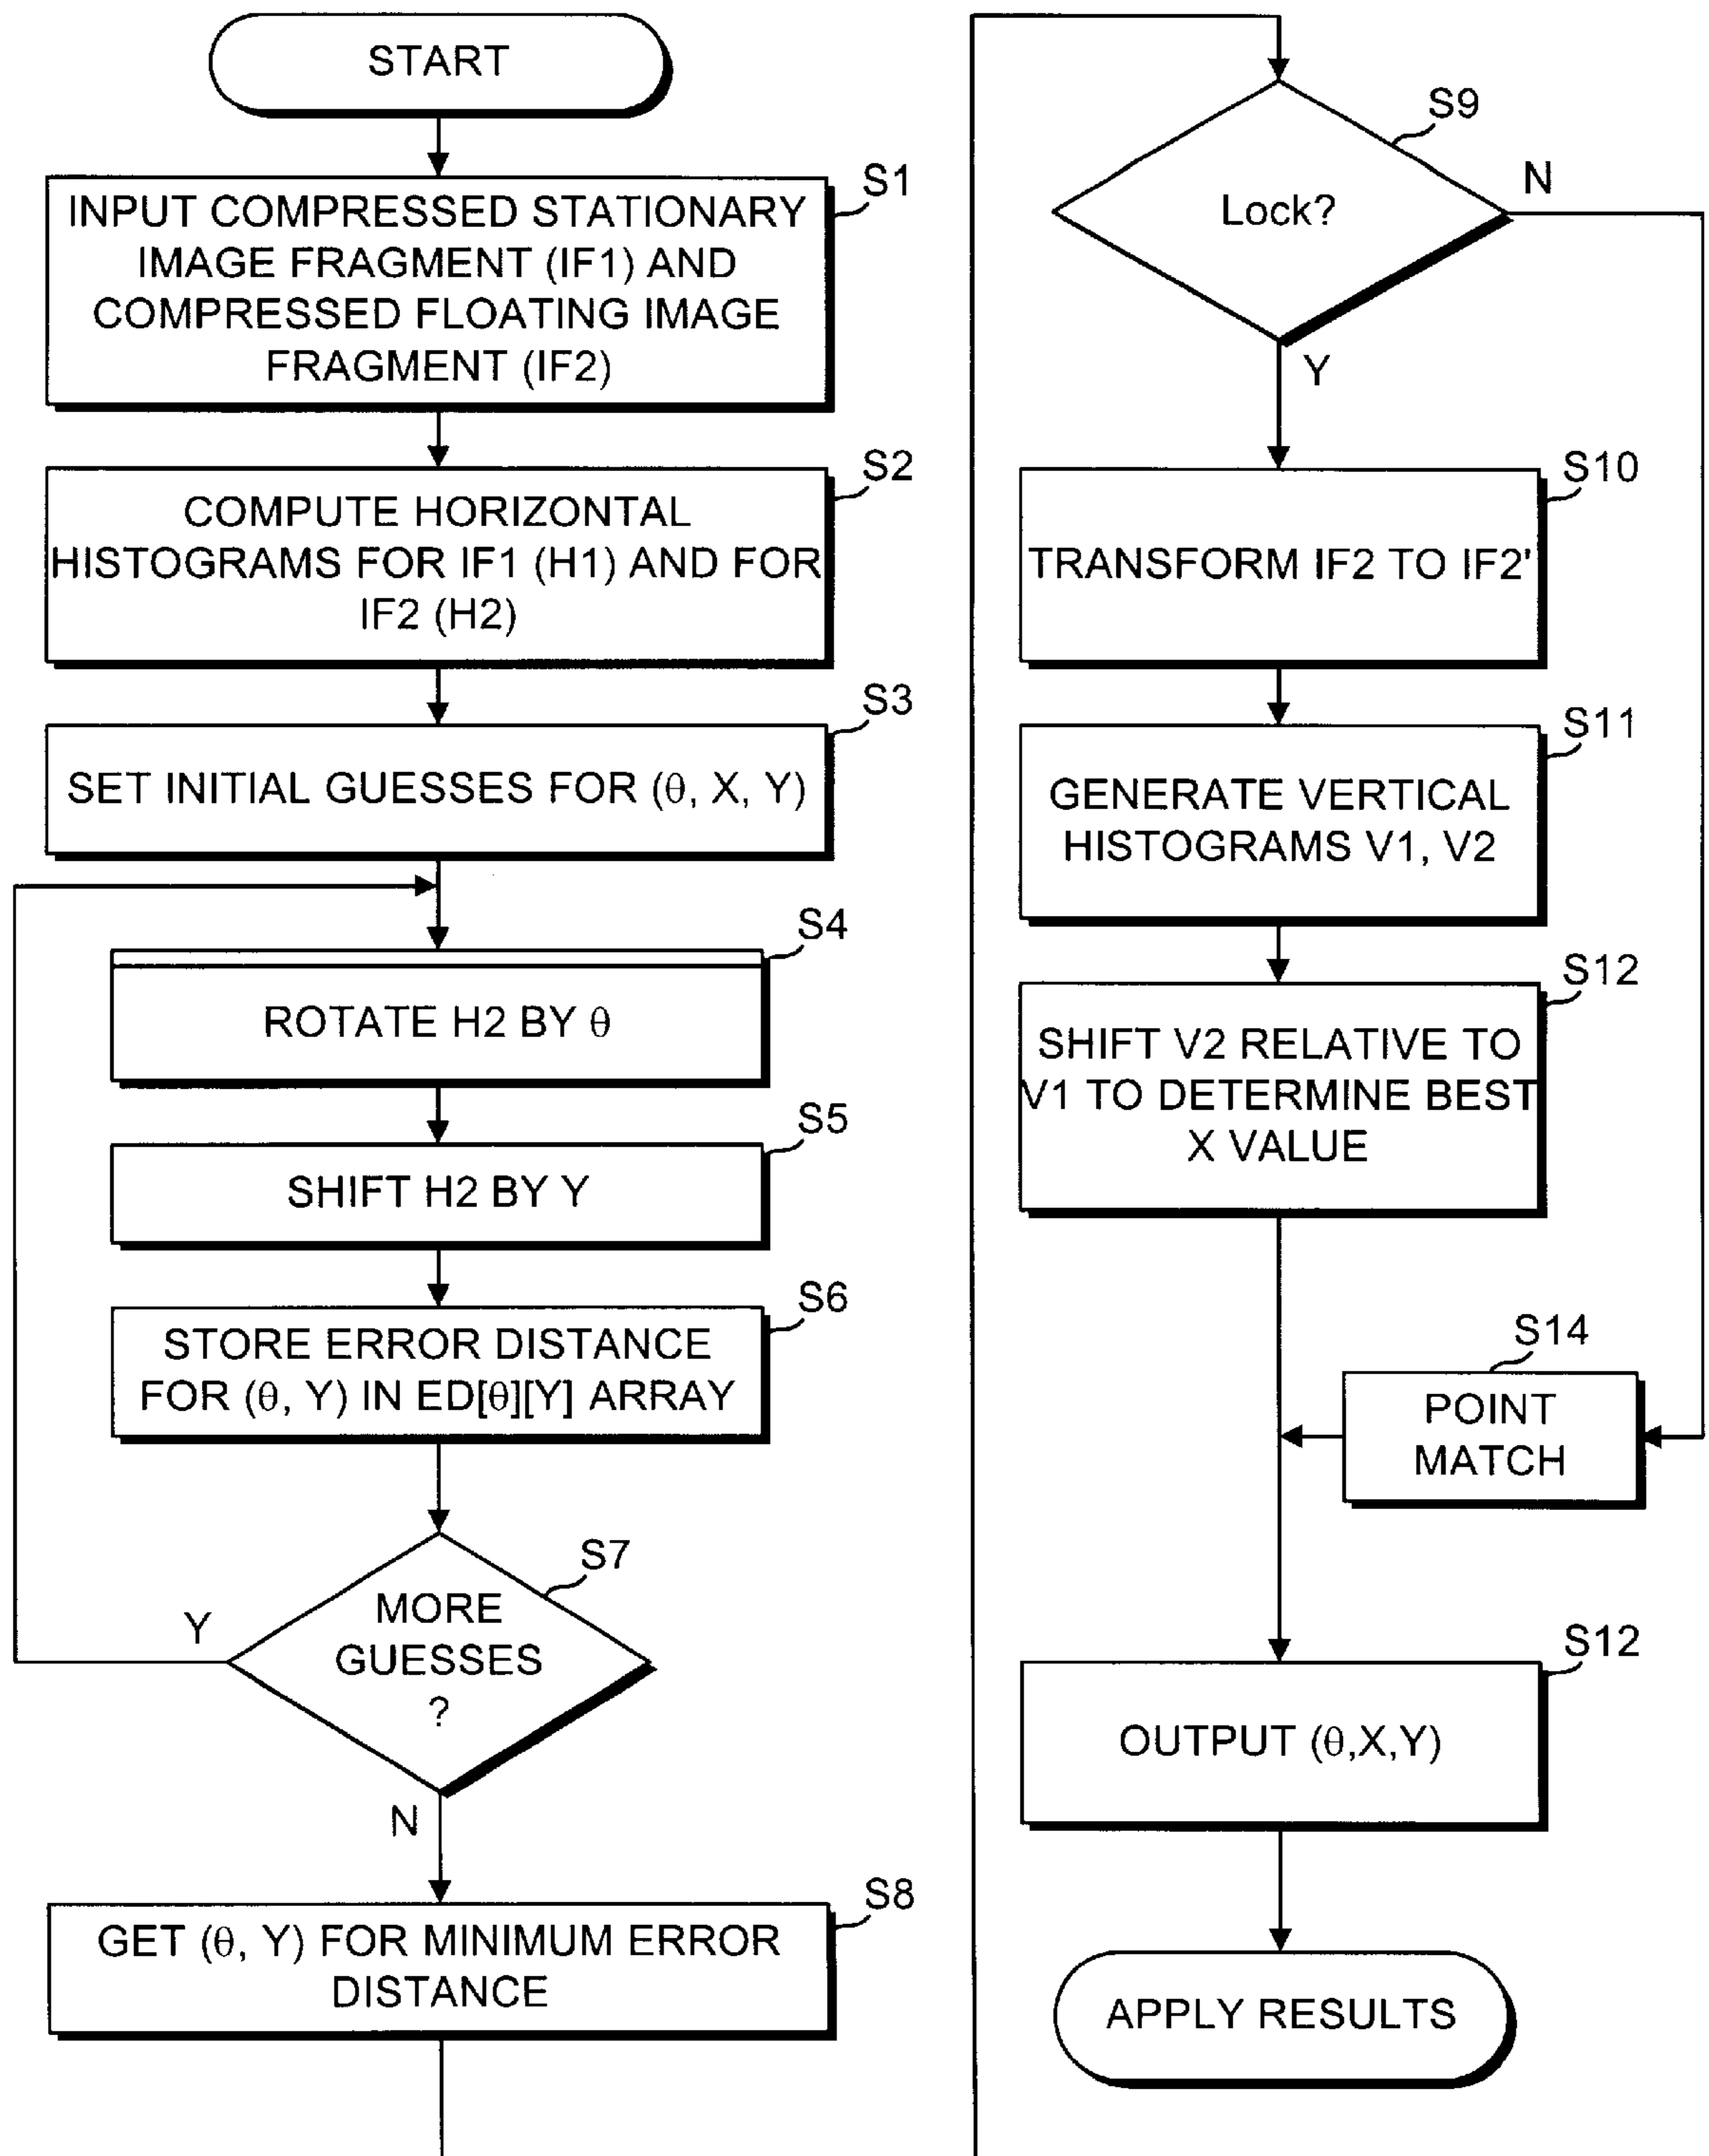 START
S1
INPUT COMPRESSED STATIONARY
IMAGE FRAGMENT (IF1) AND
COMPRESSED FLOATING IMAGE
FRAGMENT (IF2)
S2
COMPUTE HORIZONTAL
HISTOGRAMS FOR IF1 (H1) AND FOR
IF2 (H2)
S3
SET INITIAL GUESSES FOR (θ, X, Y)
S4
ROTATE H2 BY θ
S5
SHIFT H2 BY Y
S6
STORE ERROR DISTANCE
FOR (θ, Y) IN ED[θ][Y] ARRAY
S7
MORE
GUESSES
?
Y
N
S8
GET (θ, Y) FOR MINIMUM ERROR
DISTANCE
S9
Lock?
N
Y
S10
TRANSFORM IF2 TO IF2'
S11
GENERATE VERTICAL
HISTOGRAMS V1, V2
S12
SHIFT V2 RELATIVE TO
V1 TO DETERMINE BEST
X VALUE
S14
POINT
MATCH
S12
OUTPUT (θ,X,Y)
APPLY RESULTS